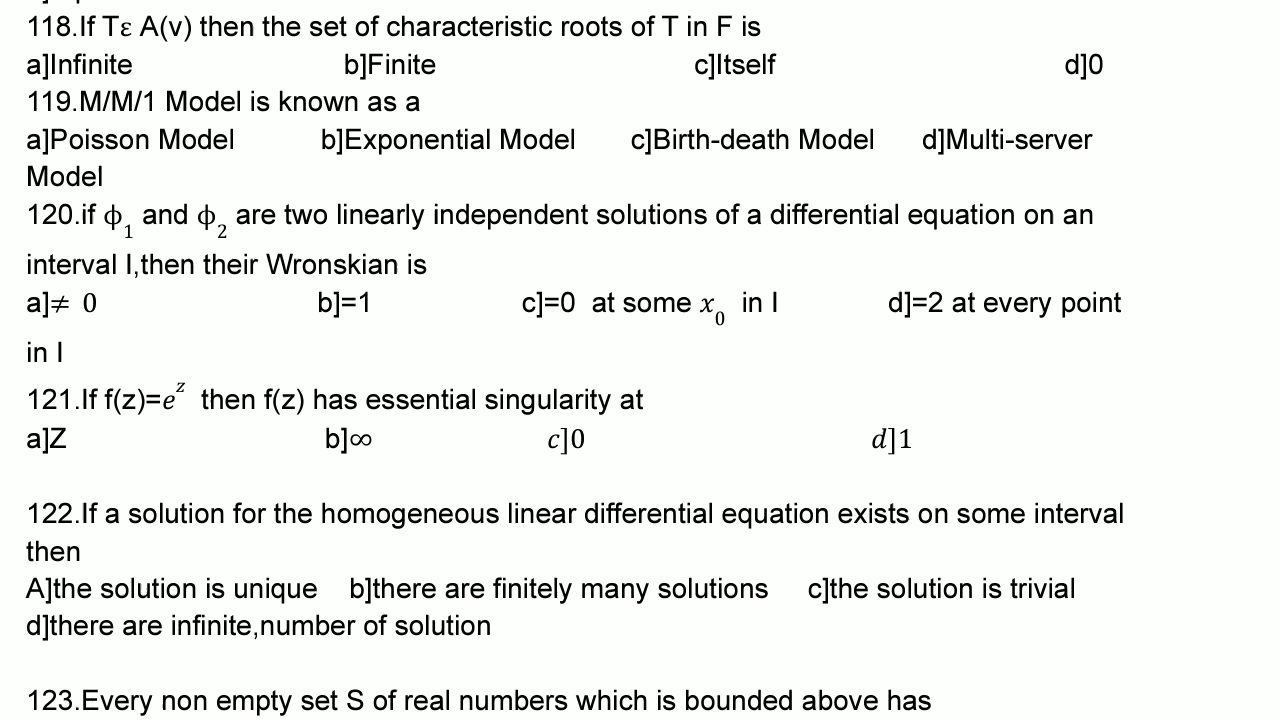 118.If Tε A(v) then the set of characteristic roots of T in F is
a]Infinite b]Finite c]Itself d]0
119.M/M/1 Model is known as a
a]Poisson Model b]Exponential Model c]Birth-death Model d]Multi-server
Model
120.if ϕ₁ and ϕ₂ are two linearly independent solutions of a differential equation on an
interval I,then their Wronskian is
a]≠ 0 b]=1 c]=0 at some x₀ in I d]=2 at every point
in I
121.If f(z)=eᶻ then f(z) has essential singularity at
a]Z b]∞ c]0 d]1
122.If a solution for the homogeneous linear differential equation exists on some interval
then
A]the solution is unique b]there are finitely many solutions c]the solution is trivial
d]there are infinite,number of solution
123.Every non empty set S of real numbers which is bounded above has